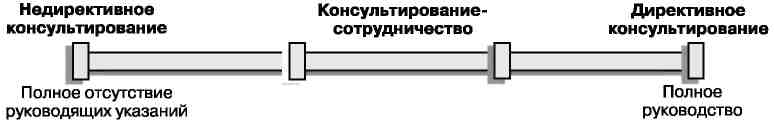 Недирективное
консультирование
Консультирование-
сотрудничество
Директивное
консультирование
Полное отсутствие
руководящих указаний
Полное
руководство